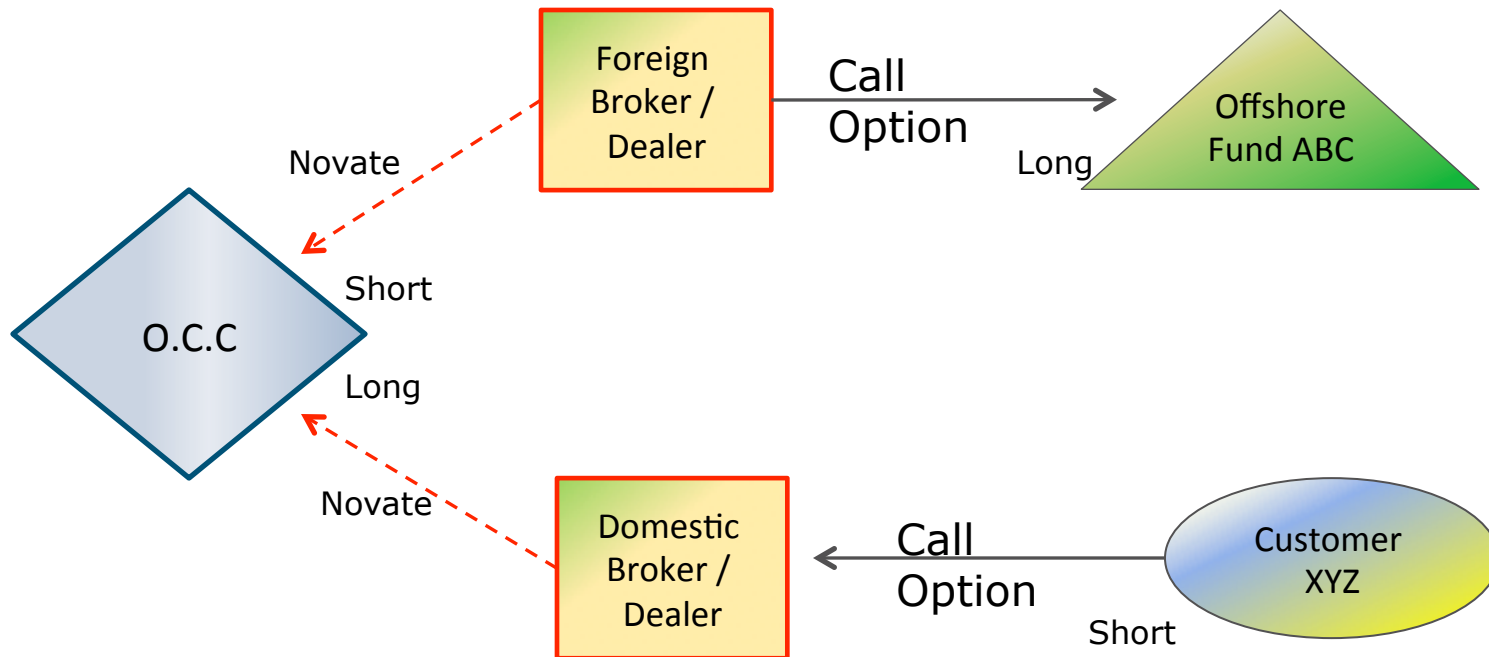 Foreign
Broker /
Dealer
Call
Option
Offshore
Fund ABC
Long
Novate
Short
O.C.C
Long
Novate
Domestic
Broker /
Dealer
Call
Option
Customer
XYZ
Short